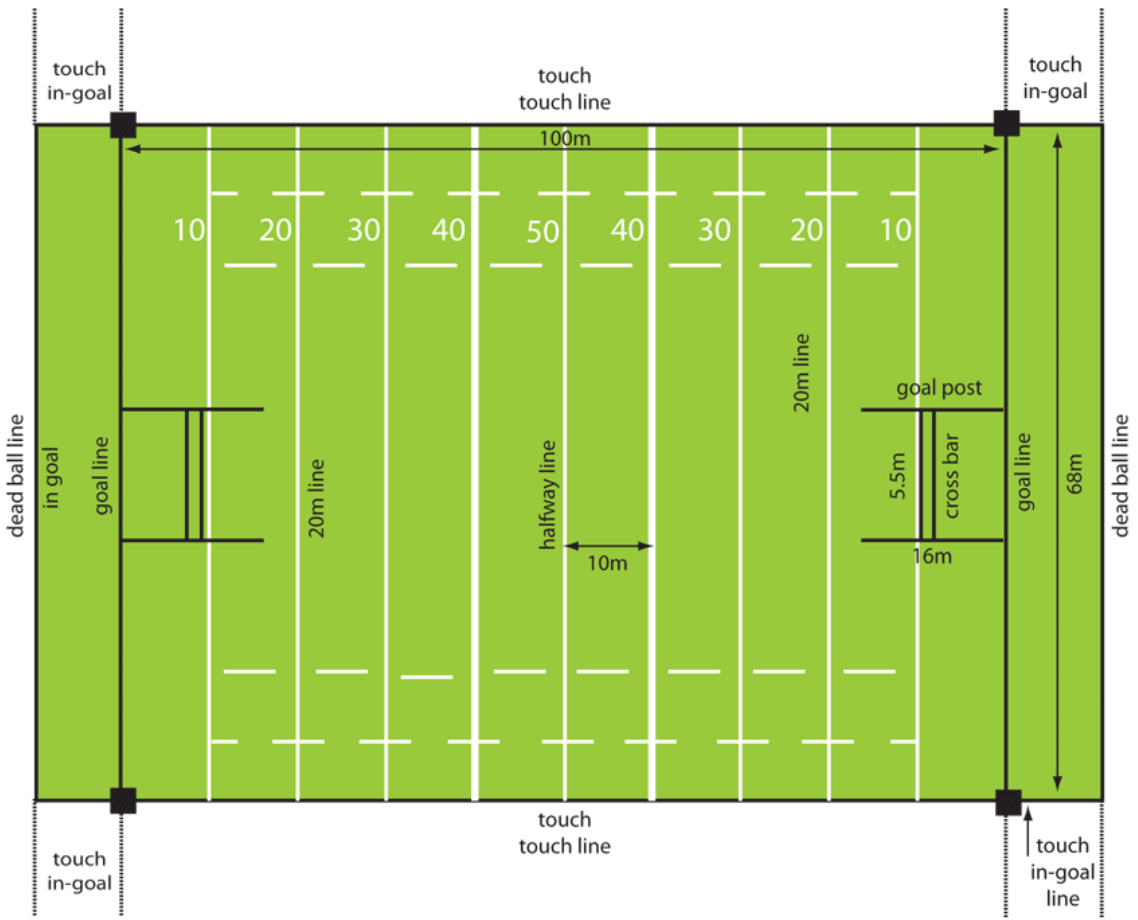 touch
in-goal
touch
touch line
touch
in-goal
100m
10
20
30
40
50
40
30
20
10
20m line
goal post
dead ball line
in goal
goal line
20m line
halfway line
10m
5.5m
cross bar
16m
goal line
68m
dead ball line
touch
touch line
touch
in-goal
touch
in-goal
line